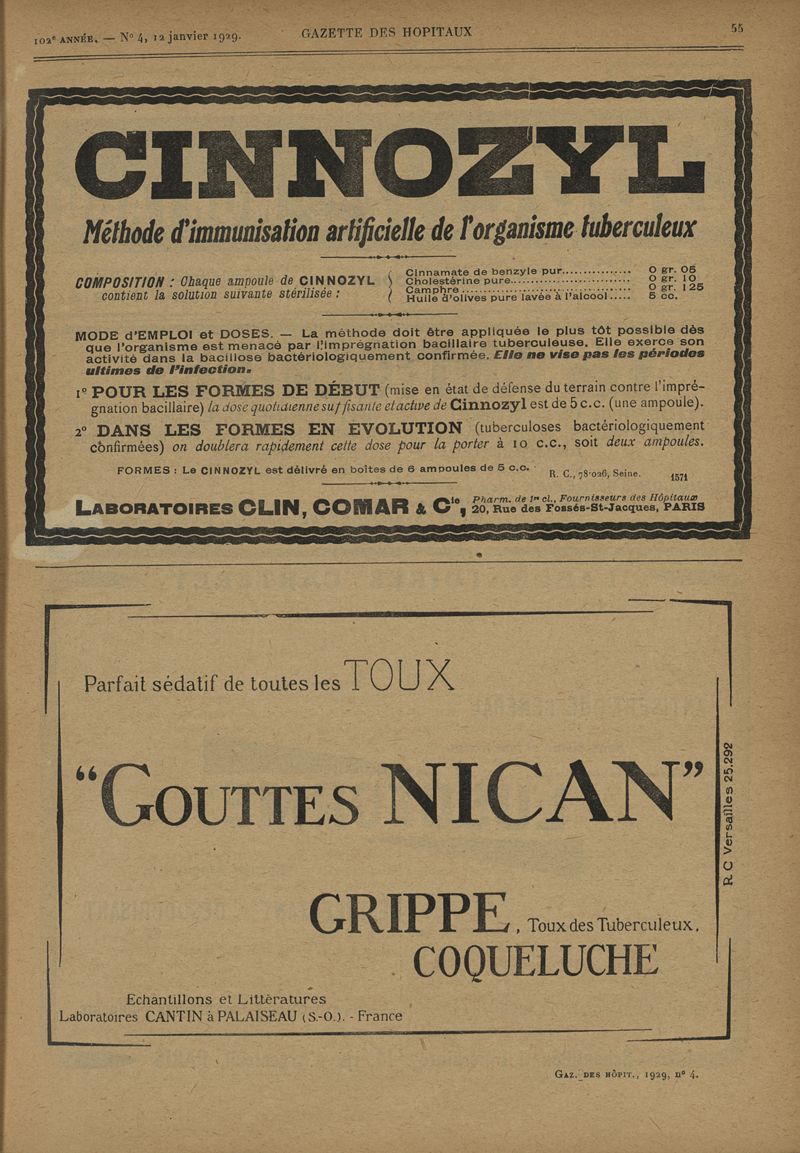 102e ANNÉE. — N° 4, 12 janvier 1929.
GAZETTE DES HOPITAUX
55
CINNOZYL
Méthode d'immunisation artificielle de l'organisme tuberculeux
COMPOSITION : Chaque ampoule de CINNOZYL
contient la solution suivante stérilisée :
Cinnamate de benzyle pur............... 0 gr. 05
Cholestérine pure............................ 0 gr. 10
Camphre........................................ 0 gr. 125
Huile d'olives pure lavée à l'alcool..... 5 cc.
MODE d'EMPLOI et DOSES. — La méthode doit être appliquée le plus tôt possible dès
que l'organisme est menacé par l'imprégnation bacillaire tuberculeuse. Elle exerce son
activité dans la bacillose bactériologiquement confirmée. Elle ne vise pas les périodes
ultimes de l'infection.
1° POUR LES FORMES DE DÉBUT (mise en état de défense du terrain contre l'impré-
gnation bacillaire) la dose quotidienne suffisante et active de Cinnozyl est de 5 c.c. (une ampoule).
2° DANS LES FORMES EN ÉVOLUTION (tuberculoses bactériologiquement
confirmées) on doublera rapidement cette dose pour la porter à 10 c.c., soit deux ampoules.
FORMES : Le CINNOZYL est délivré en boîtes de 6 ampoules de 5 c.c.
R. C., 78.026, Seine.
1571
LABORATOIRES CLIN, COMAR & Cie,
Pharm. de 1re cl., Fournisseurs des Hôpitaux
20, Rue des Fossés-St-Jacques, PARIS
Parfait sédatif de toutes les TOUX
“GOUTTES NICAN”
GRIPPE, Toux des Tuberculeux,
COQUELUCHE
Echantillons et Littératures
Laboratoires CANTIN à PALAISEAU (S.-O.). - France
R.C Versailles 25.292
GAZ. DES HÔPIT., 1929, n° 4.